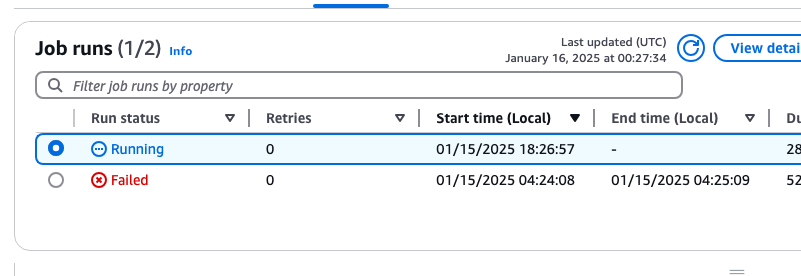 Job runs (1/2) Info
Last updated (UTC)
January 16, 2025 at 00:27:34
View detai
Filter job runs by property
Run status Retries Start time (Local) End time (Local) Du
Running 0 01/15/2025 18:26:57 - 28
Failed 0 01/15/2025 04:24:08 01/15/2025 04:25:09 52